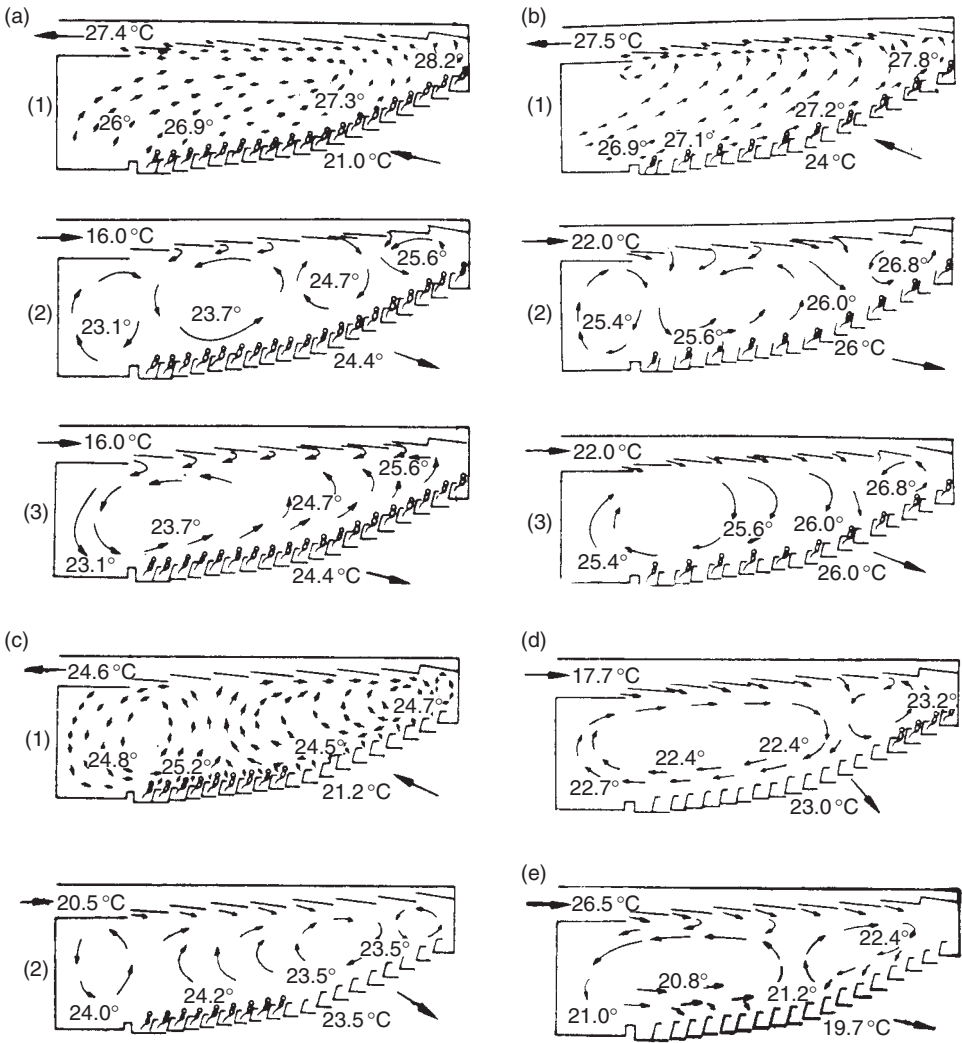 (a)
27.4 °C
28.2°
(1)
27.3°
26°
26.9°
21.0 °C
16.0 °C
25.6°
24.7°
(2)
23.1°
23.7°
24.4°
16.0 °C
25.6°
24.7°
(3)
23.7°
23.1°
24.4 °C
(b)
27.5 °C
27.8°
(1)
27.2°
27.1°
26.9°
24 °C
22.0 °C
26.8°
26.0°
(2)
25.4°
25.6°
26 °C
22.0 °C
26.8°
(3)
25.6°
26.0°
25.4°
26.0 °C
(c)
24.6 °C
24.7°
(1)
24.5°
24.8°
25.2°
21.2 °C
20.5 °C
23.5°
(2)
23.5°
24.2°
24.0°
23.5 °C
(d)
17.7 °C
23.2°
22.4°
22.4°
22.7°
23.0 °C
(e)
26.5 °C
22.4°
20.8°
21.2°
21.0°
19.7 °C